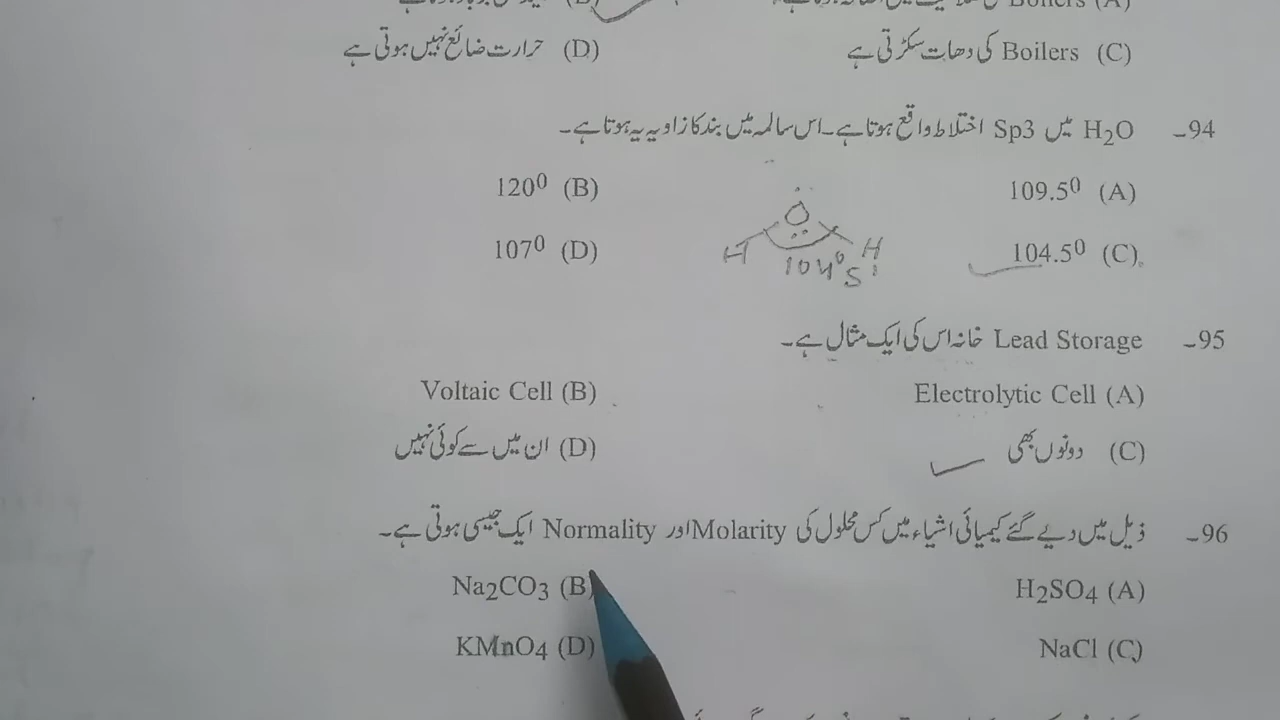 Boilers (A)
(C) Boilers کی دھات سکڑتی ہے (D) حرارت ضائع نہیں ہوتی ہے
94۔ H2O میں Sp3 اختلاط واقع ہوتا ہے۔ اس سالمہ میں بند کا زاویہ یہ ہوتا ہے۔
(A) 109.5⁰ (B) 120⁰
(C) 104.5⁰ (D) 107⁰
O
H H
104.5°
95۔ Lead Storage خانہ اس کی ایک مثال ہے۔
(A) Electrolytic Cell (B) Voltaic Cell
(C) دونوں بھی (D) ان میں سے کوئی نہیں
96۔ ذیل میں دیے گئے کیمیائی اشیاء میں کس محلول کی Molarity اور Normality ایک جیسی ہوتی ہے۔
(A) H2SO4 (B) Na2CO3
(C) NaCl (D) KMnO4